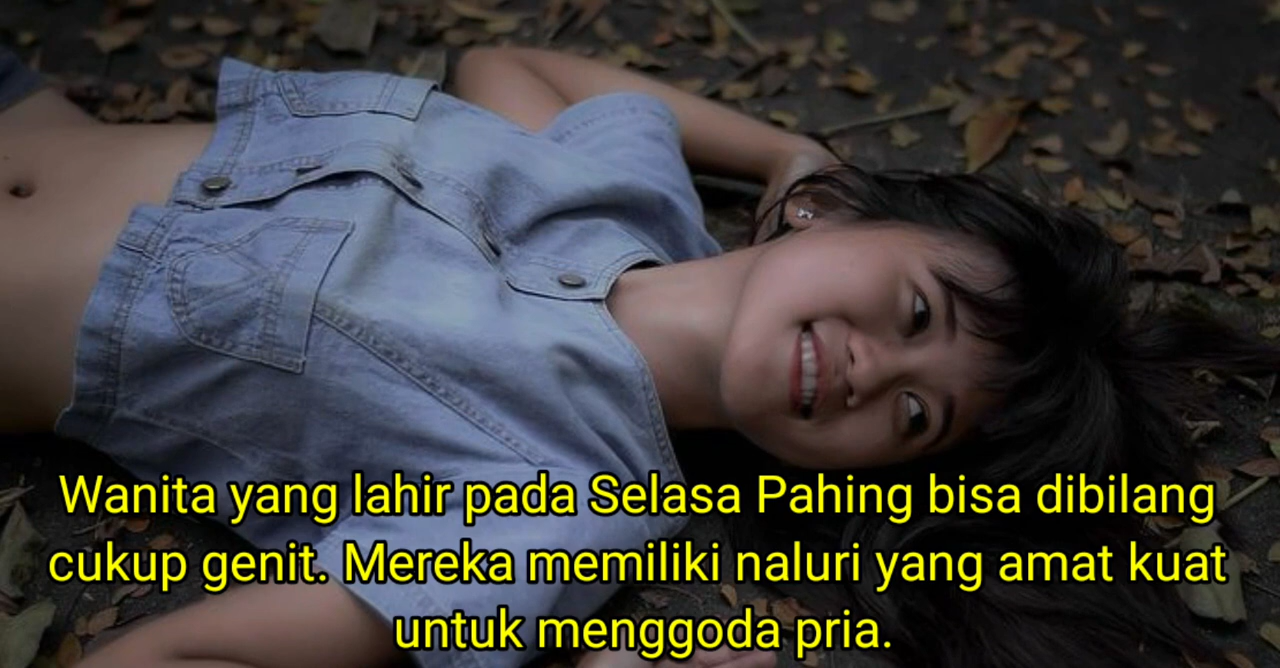 Wanita yang lahir pada Selasa Pahing bisa dibilang
cukup genit. Mereka memiliki naluri yang amat kuat
untuk menggoda pria.